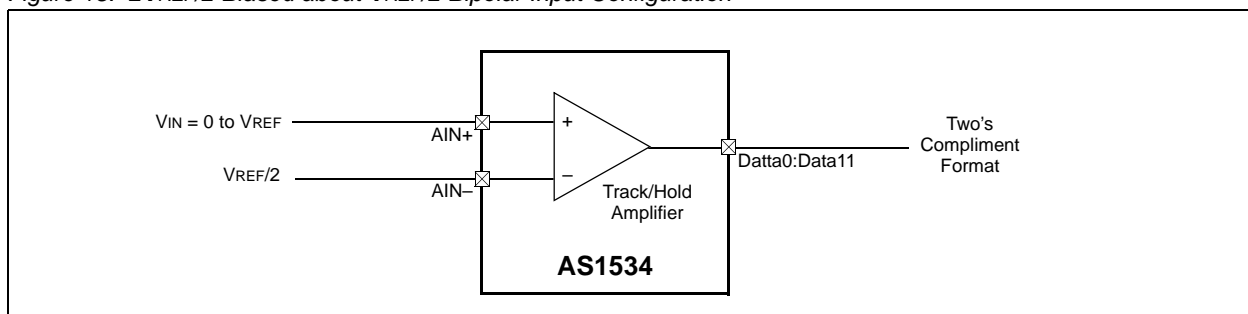 VIN = 0 to VREF
AIN+
+
VREF/2
AIN–
–
Track/Hold
Amplifier
Datta0:Data11
Two's
Compliment
Format
AS1534